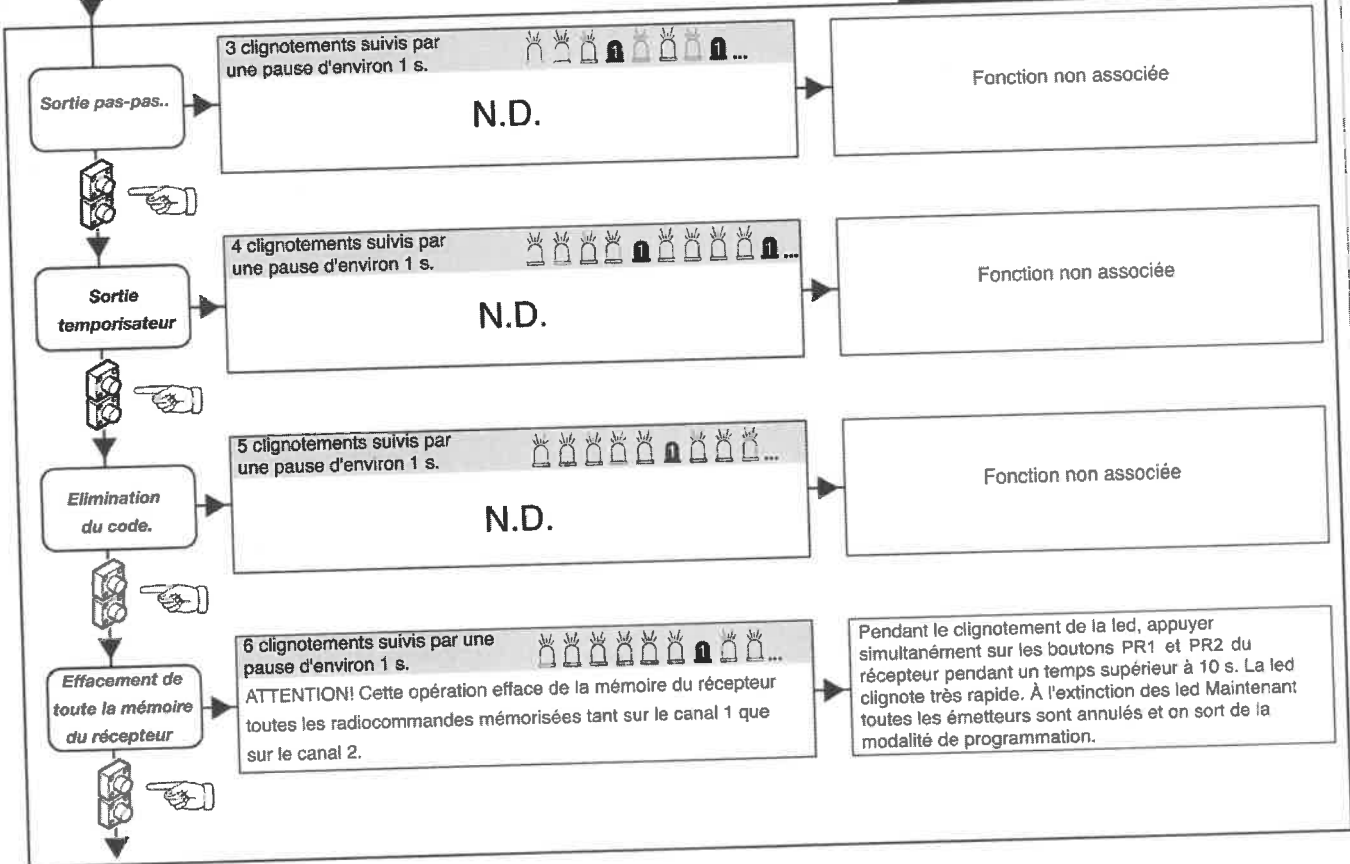 Sortie pas-pas..
3 clignotements suivis par
une pause d'environ 1 s.
1 1 ...
N.D.
Fonction non associée
Sortie
temporisateur
4 clignotements suivis par
une pause d'environ 1 s.
1 1 ...
N.D.
Fonction non associée
Elimination
du code.
5 clignotements suivis par
une pause d'environ 1 s.
1 ...
N.D.
Fonction non associée
Effacement de
toute la mémoire
du récepteur
6 clignotements suivis par une
pause d'environ 1 s.
1 ...
ATTENTION! Cette opération efface de la mémoire du récepteur
toutes les radiocommandes mémorisées tant sur le canal 1 que
sur le canal 2.
Pendant le clignotement de la led, appuyer
simultanément sur les boutons PR1 et PR2 du
récepteur pendant un temps supérieur à 10 s. La led
clignote très rapide. À l'extinction des led Maintenant
toutes les émetteurs sont annulés et on sort de la
modalité de programmation.